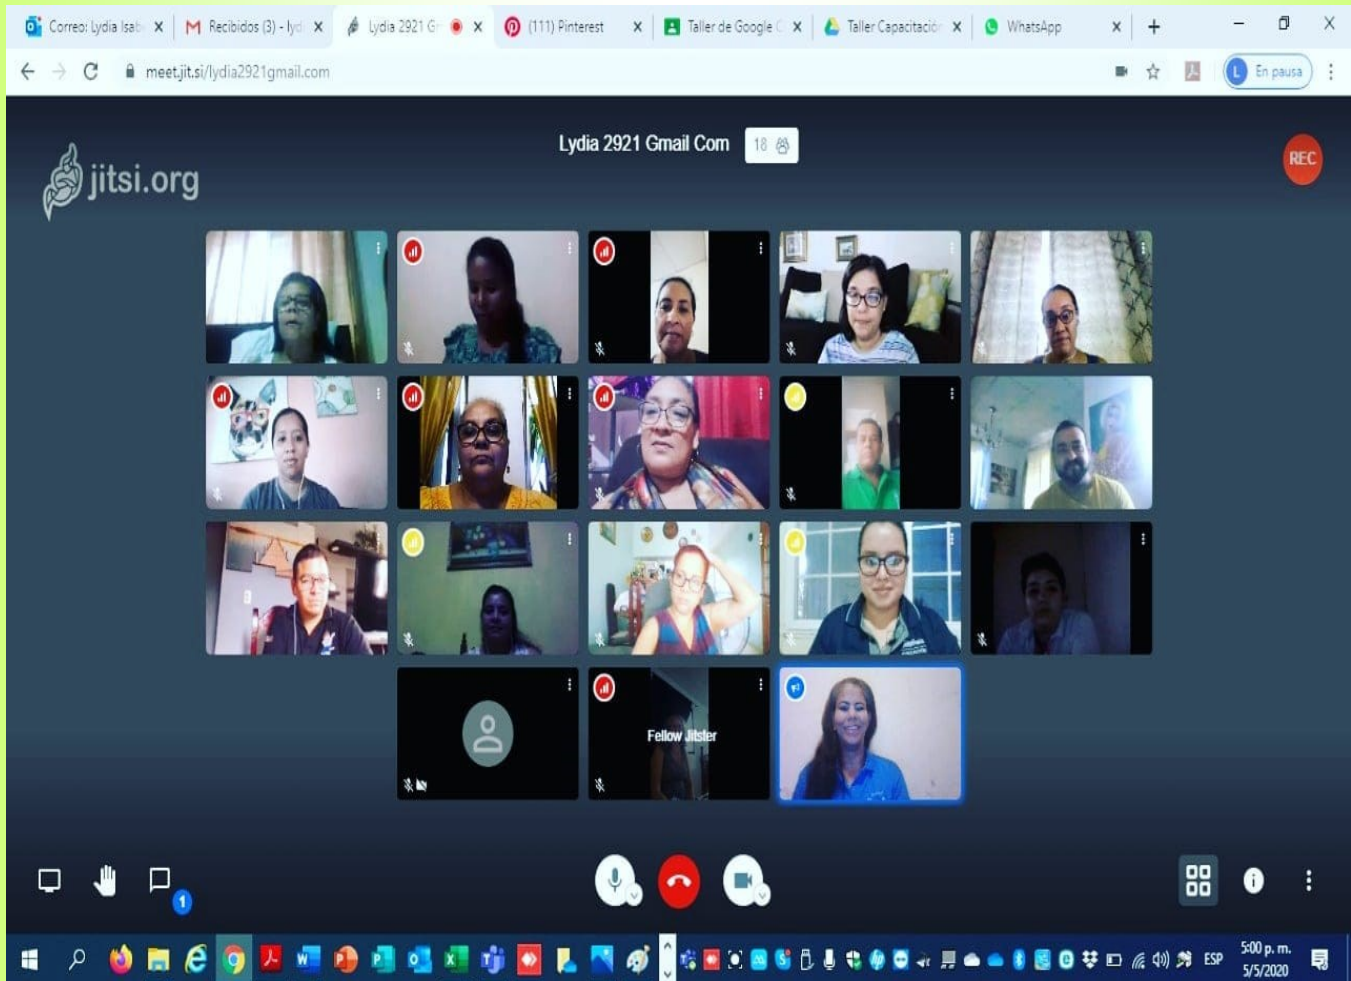 Correo: Lydia Isab
Recibidos (3) - lyd
Lydia 2921 Gm
(111) Pinterest
Taller de Google C
Taller Capacitación
WhatsApp
meet.jit.si/lydia2921gmail.com
L
En pausa
Lydia 2921 Gmail Com
18
REC
jitsi.org
Fellow Jitster
1
ESP
5:00 p. m.
5/5/2020